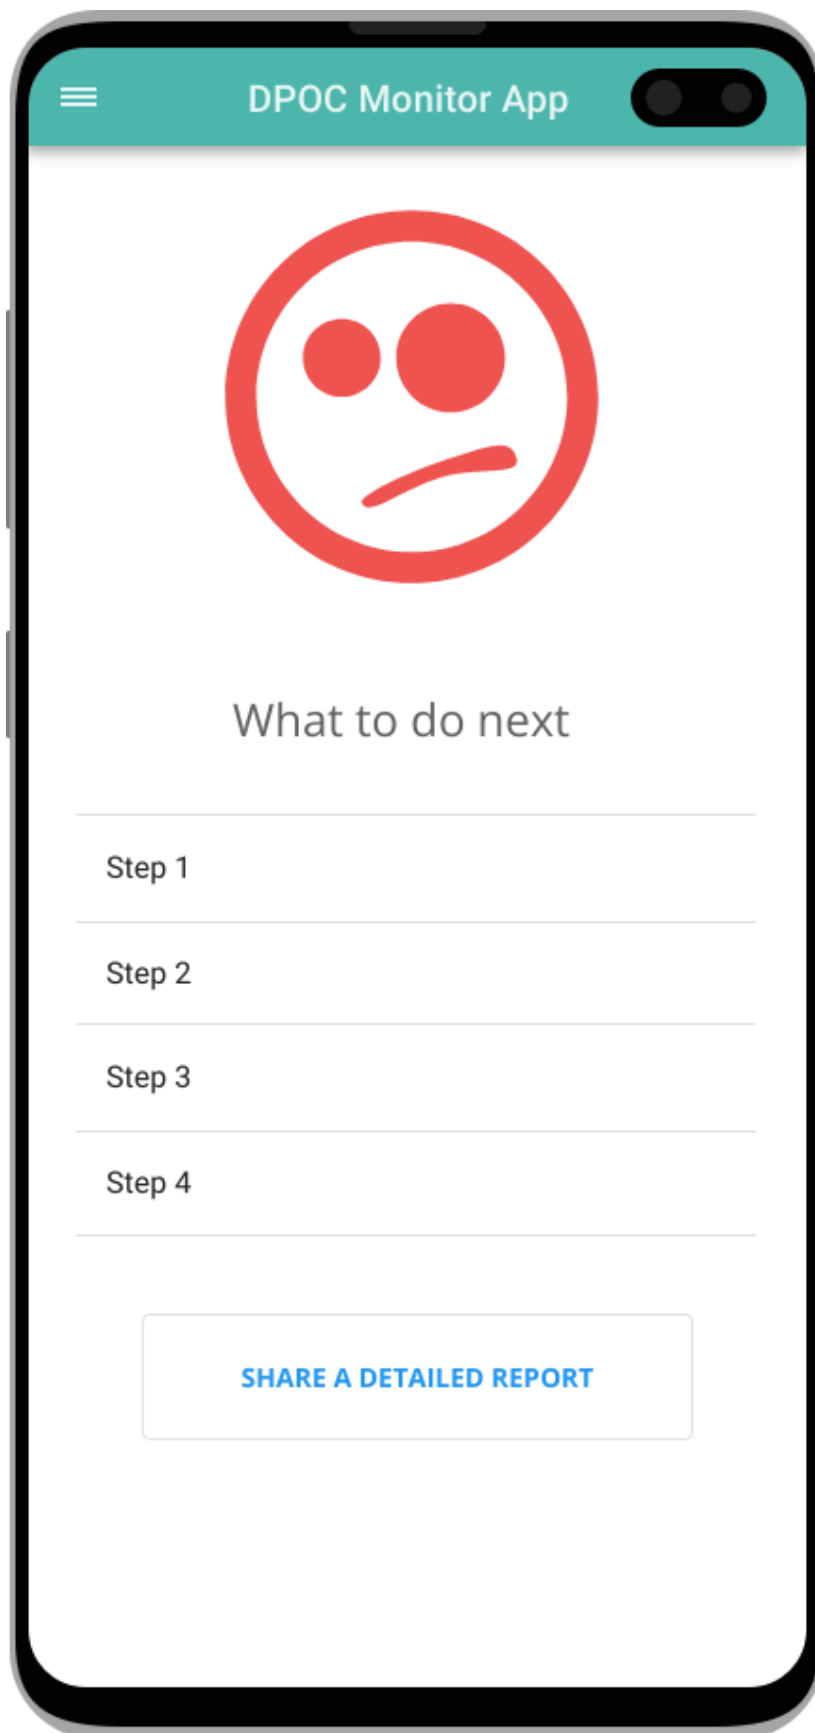 DPOC Monitor App
What to do next
Step 1
Step 2
Step 3
Step 4
SHARE A DETAILED REPORT